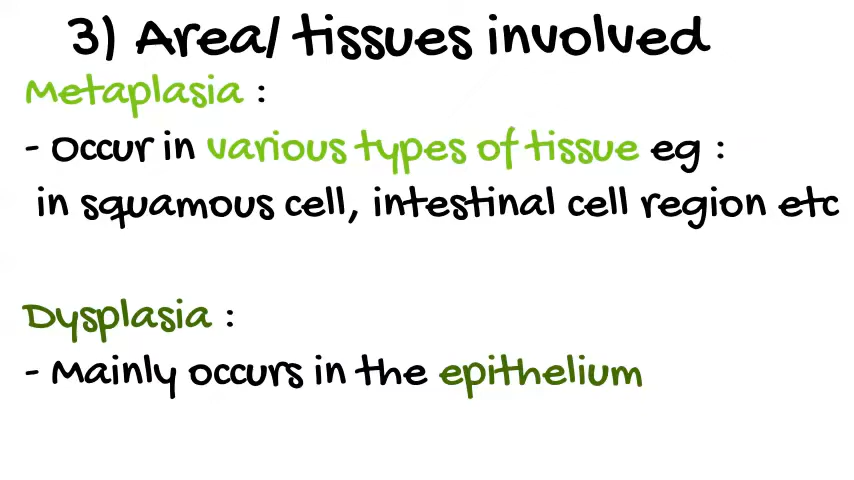 3) Area/ tissues involved
Metaplasia :
- Occur in various types of tissue eg :
in squamous cell, intestinal cell region etc
Dysplasia :
- Mainly occurs in the epithelium